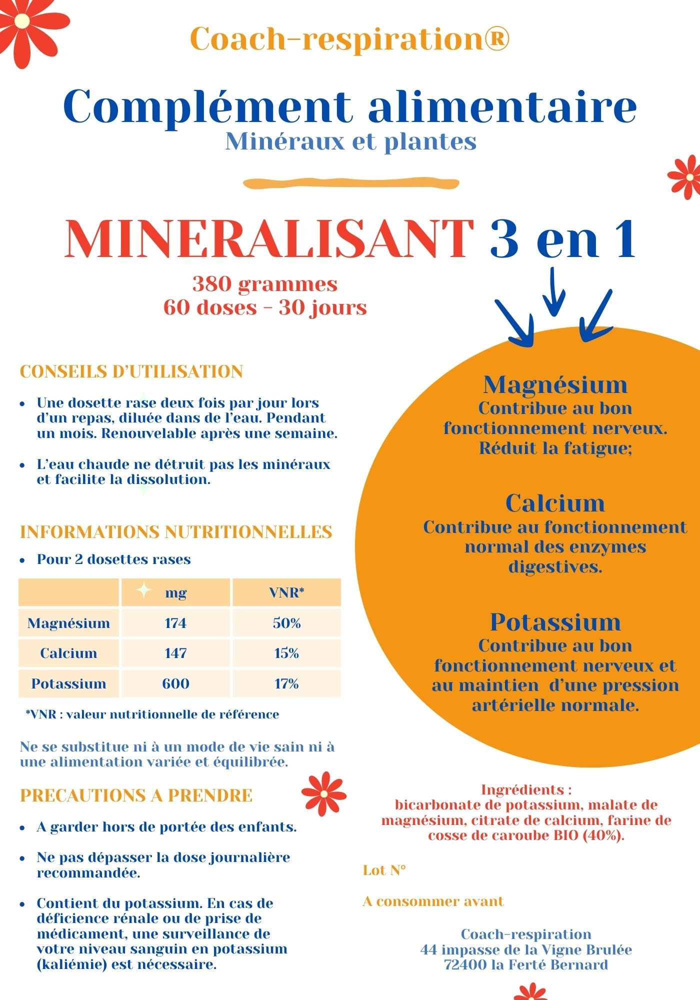 Coach-respiration®
Complément alimentaire
Minéraux et plantes
MINERALISANT 3 en 1
380 grammes
60 doses - 30 jours
CONSEILS D’UTILISATION
• Une dosette rase deux fois par jour lors
d’un repas, diluée dans de l’eau. Pendant
un mois. Renouvelable après une semaine.
• L’eau chaude ne détruit pas les minéraux
et facilite la dissolution.
INFORMATIONS NUTRITIONNELLES
• Pour 2 dosettes rases
mg VNR*
Magnésium 174 50%
Calcium 147 15%
Potassium 600 17%
*VNR : valeur nutritionnelle de référence
Ne se substitue ni à un mode de vie sain ni à
une alimentation variée et équilibrée.
PRECAUTIONS A PRENDRE
• A garder hors de portée des enfants.
• Ne pas dépasser la dose journalière
recommandée.
• Contient du potassium. En cas de
déficience rénale ou de prise de
médicament, une surveillance de
votre niveau sanguin en potassium
(kaliémie) est nécessaire.
Magnésium
Contribue au bon
fonctionnement nerveux.
Réduit la fatigue;
Calcium
Contribue au fonctionnement
normal des enzymes
digestives.
Potassium
Contribue au bon
fonctionnement nerveux et
au maintien d’une pression
artérielle normale.
Ingrédients :
bicarbonate de potassium, malate de
magnésium, citrate de calcium, farine de
cosse de caroube BIO (40%).
Lot N°
A consommer avant
Coach-respiration
44 impasse de la Vigne Brulée
72400 la Ferté Bernard